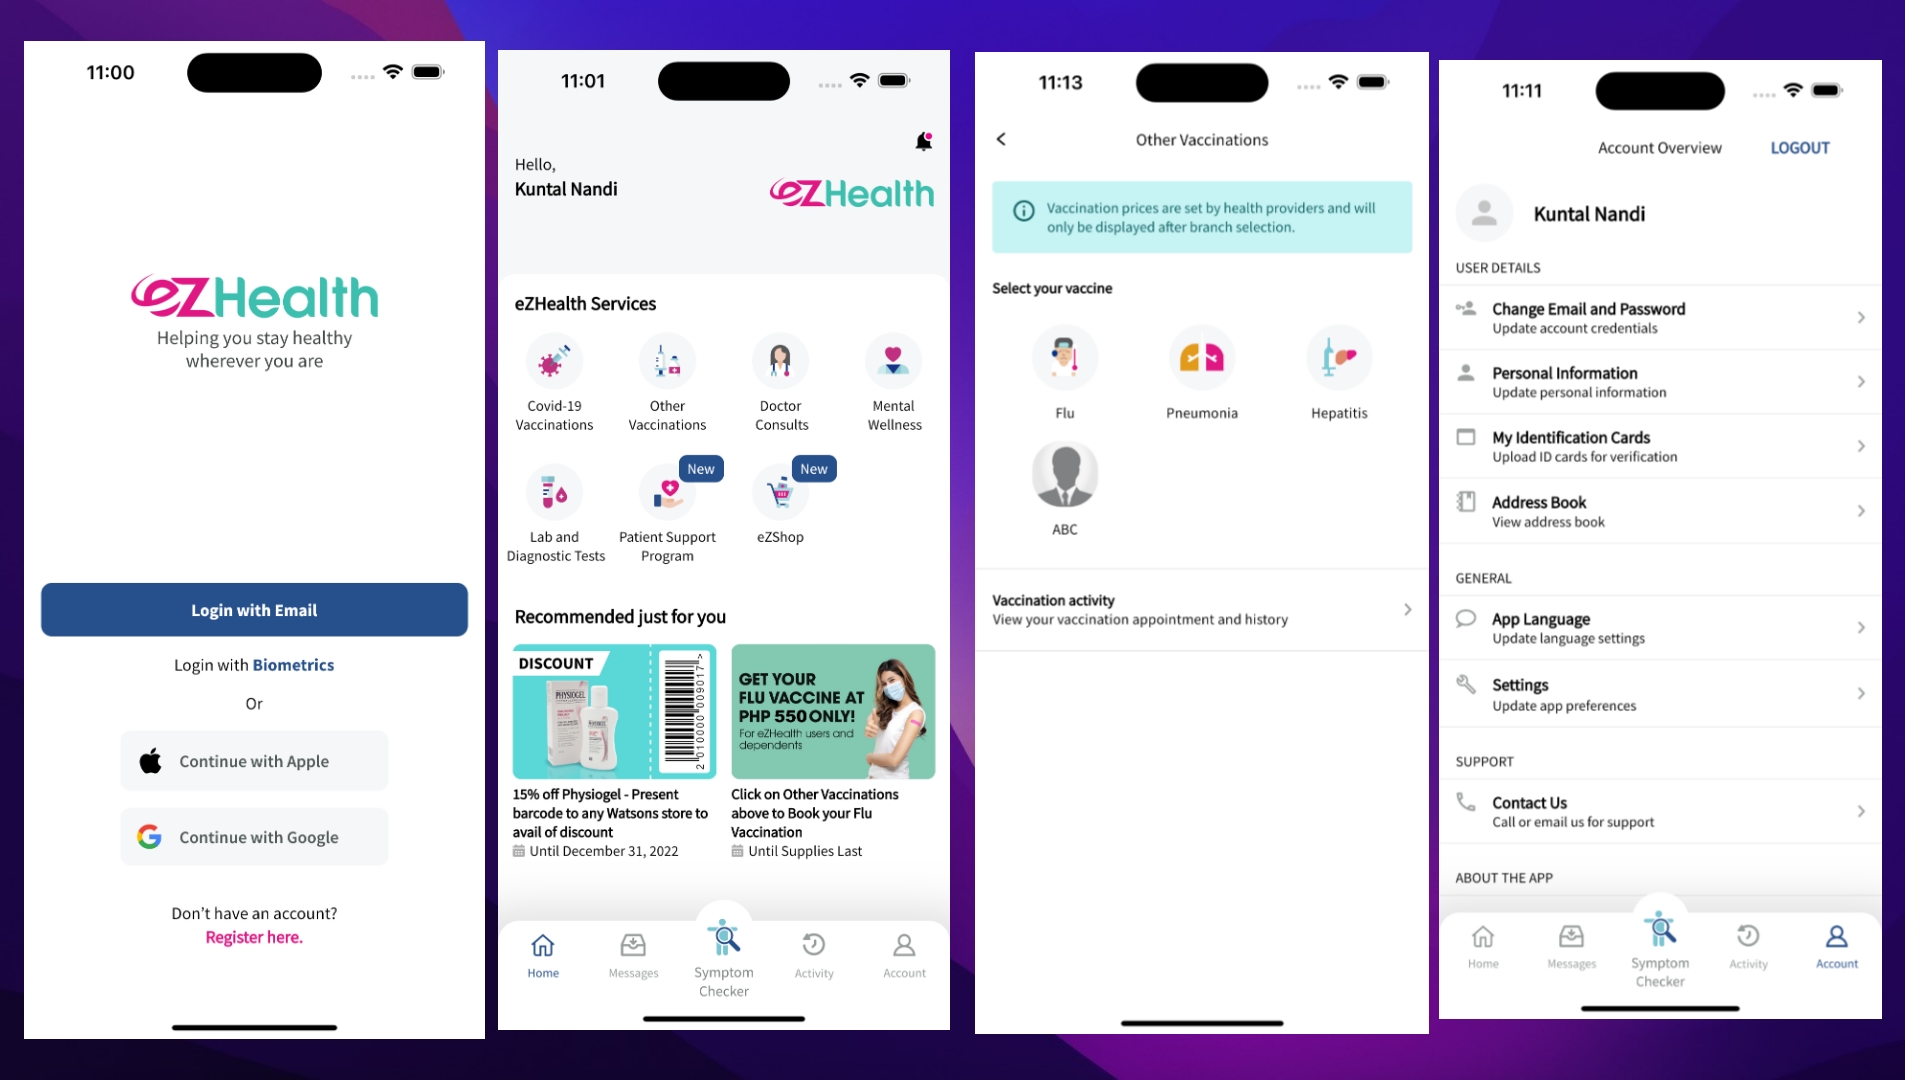 11:00
eZHealth
Helping you stay healthy
wherever you are
Login with Email
Login with Biometrics
Or
Continue with Apple
Continue with Google
Don't have an account?
Register here.
11:01
Hello,
Kuntal Nandi
eZHealth
eZHealth Services
Covid-19
Vaccinations
Other
Vaccinations
Doctor
Consults
Mental
Wellness
New
New
Lab and
Diagnostic Tests
Patient Support
Program
eZShop
Recommended just for you
DISCOUNT
PHYSIOGEL
2 010000 009017 >
GET YOUR
FLU VACCINE AT
PHP 550 ONLY!
For eZHealth users and
dependents
15% off Physiogel - Present
barcode to any Watsons store to
avail of discount
Until December 31, 2022
Click on Other Vaccinations
above to Book your Flu
Vaccination
Until Supplies Last
Home
Messages
Symptom
Checker
Activity
Account
11:13
Other Vaccinations
Vaccination prices are set by health providers and will
only be displayed after branch selection.
Select your vaccine
Flu
Pneumonia
Hepatitis
ABC
Vaccination activity
View your vaccination appointment and history
11:11
Account Overview
LOGOUT
Kuntal Nandi
USER DETAILS
Change Email and Password
Update account credentials
Personal Information
Update personal information
My Identification Cards
Upload ID cards for verification
Address Book
View address book
GENERAL
App Language
Update language settings
Settings
Update app preferences
SUPPORT
Contact Us
Call or email us for support
ABOUT THE APP
Home
Messages
Symptom
Checker
Activity
Account